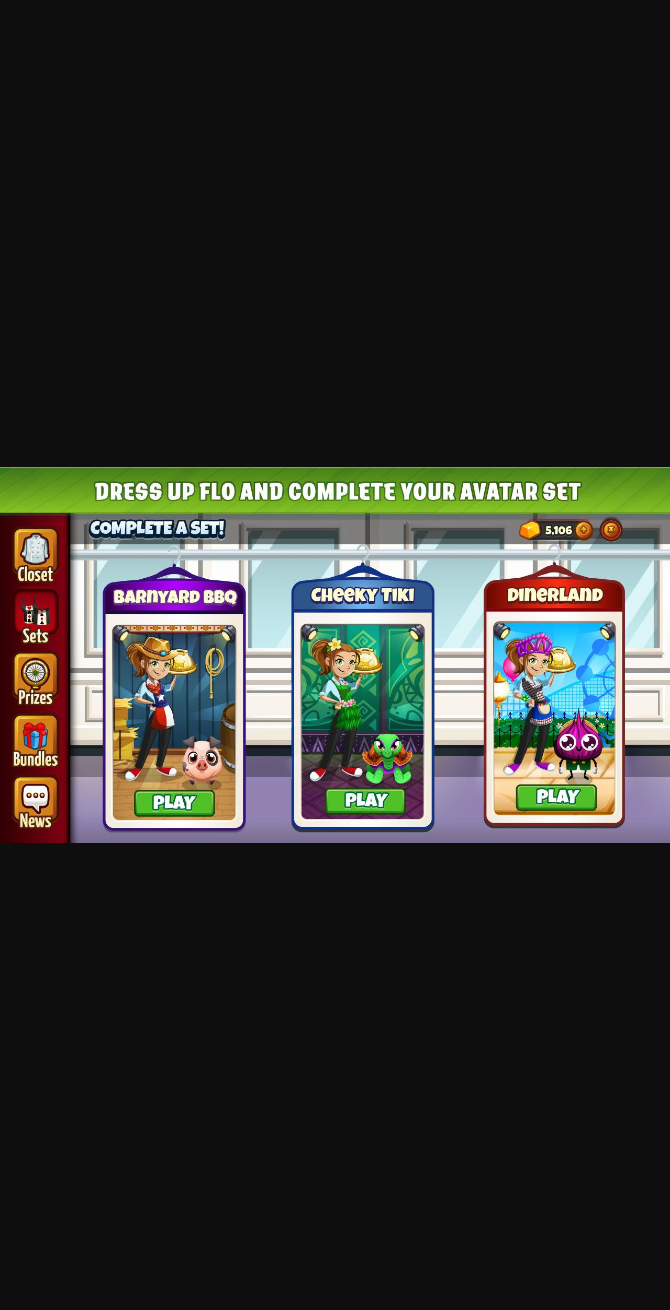 DRESS UP FLO AND COMPLETE YOUR AVATAR SET
COMPLETE A SET!
5,106
Closet
Sets
Prizes
Bundles
News
BARNYARD BBQ
PLAY
CHEEKY TIKI
PLAY
DINERLAND
PLAY